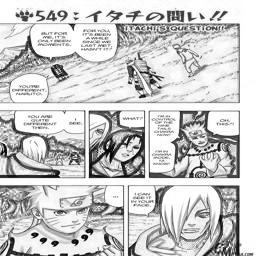 549:イタチの問い!!
ITACHI'S QUESTION!!
FOR YOU,
IT'S BEEN
A WHILE
SINCE WE
LAST MET,
HASN'T IT?
BUT FOR
ME, IT'S
ONLY BEEN
MOMENTS.
YOU'RE
DIFFERENT,
NARUTO.
OH,
THIS?!
I'M IN
CONTROL
OF THE
NINE
TAILS
CHAKRA
NOW!
I'M IN
CHAKRA
MODE!
WHAT?
I
SEE.
YOU ARE
QUITE
DIFFERENT
THEN.
I CAN
SEE IT IN
YOUR
FACE.
...